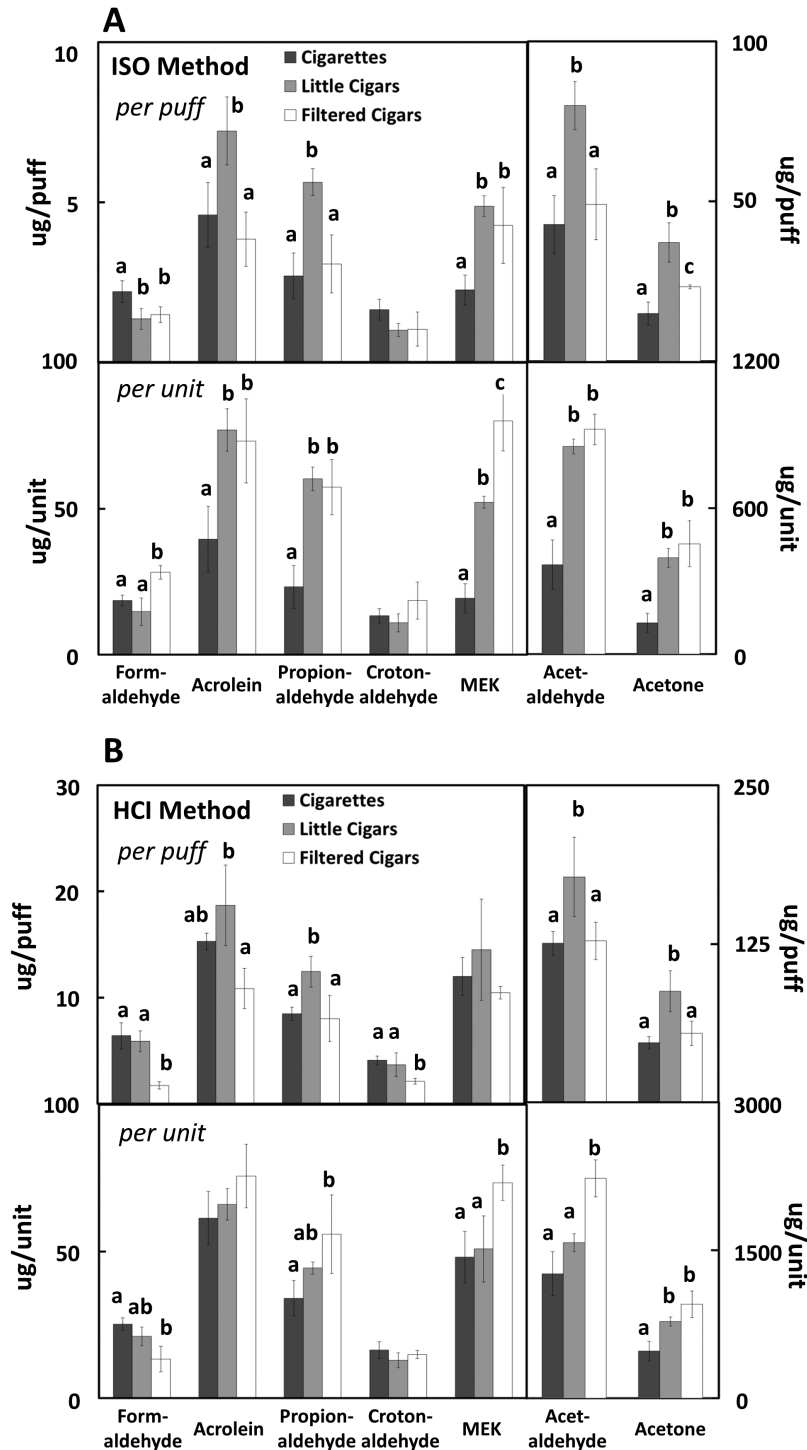 A
10
ISO Method
per puff
Cigarettes
Little Cigars
Filtered Cigars
100
ug/puff
5
50
ug/puff
a b b
a b a
a b a
a b b
a b a
a b c
100
1200
per unit
ug/unit
50
600
ug/unit
a a b
a b b
a b b
a b c
a b b
a b b
0
0
Form-
aldehyde
Acrolein
Propion-
aldehyde
Croton-
aldehyde
MEK
Acet-
aldehyde
Acetone
B
30
HCI Method
per puff
Cigarettes
Little Cigars
Filtered Cigars
250
20
ug/puff
10
125
ug/puff
a a b
ab b a
a b a
a a b
a b a
a b a
100
3000
per unit
ug/unit
50
1500
ug/unit
a ab b
a ab b
a a b
a a b
a b b
0
0
Form-
aldehyde
Acrolein
Propion-
aldehyde
Croton-
aldehyde
MEK
Acet-
aldehyde
Acetone